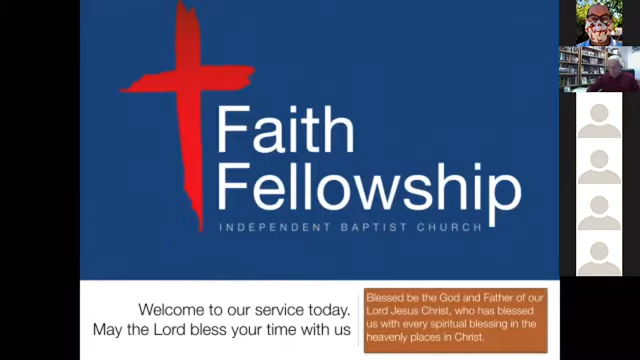 Faith
Fellowship
INDEPENDENT BAPTIST CHURCH
Welcome to our service today.
May the Lord bless your time with us
Blessed be the God and Father of our
Lord Jesus Christ, who has blessed
us with every spiritual blessing in the
heavenly places in Christ.